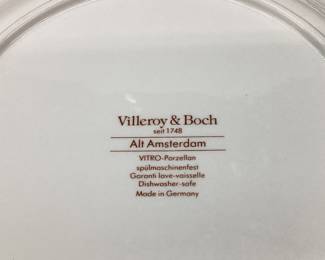 Villeroy & Boch
seit 1748
Alt Amsterdam
VITRO-Porzellan
spülmaschinenfest
Garanti lave-vaisselle
Dishwasher-safe
Made in Germany